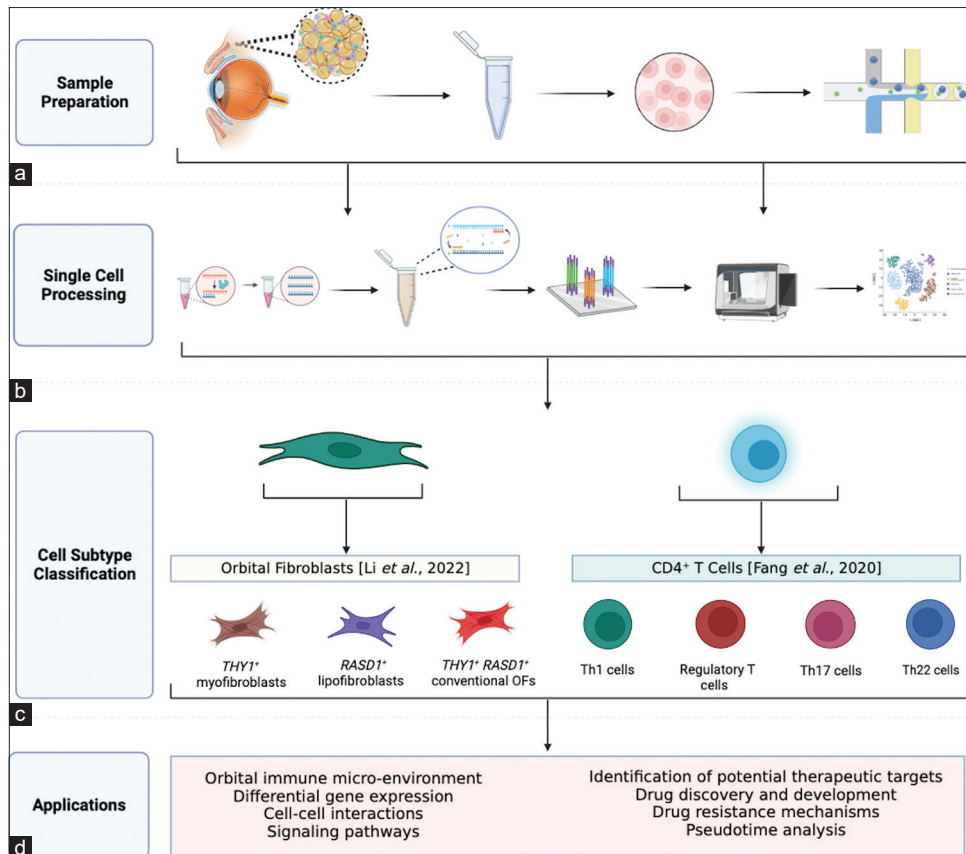 Sample
Preparation
a
Single Cell
Processing
b
Cell Subtype
Classification
Orbital Fibroblasts [Li et al., 2022]
CD4⁺ T Cells [Fang et al., 2020]
THY1⁺
myofibroblasts
RASD1⁺
lipofibroblasts
THY1⁺ RASD1⁺
conventional OFs
Th1 cells
Regulatory T
cells
Th17 cells
Th22 cells
c
Applications
Orbital immune micro-environment
Differential gene expression
Cell-cell interactions
Signaling pathways
Identification of potential therapeutic targets
Drug discovery and development
Drug resistance mechanisms
Pseudotime analysis
d